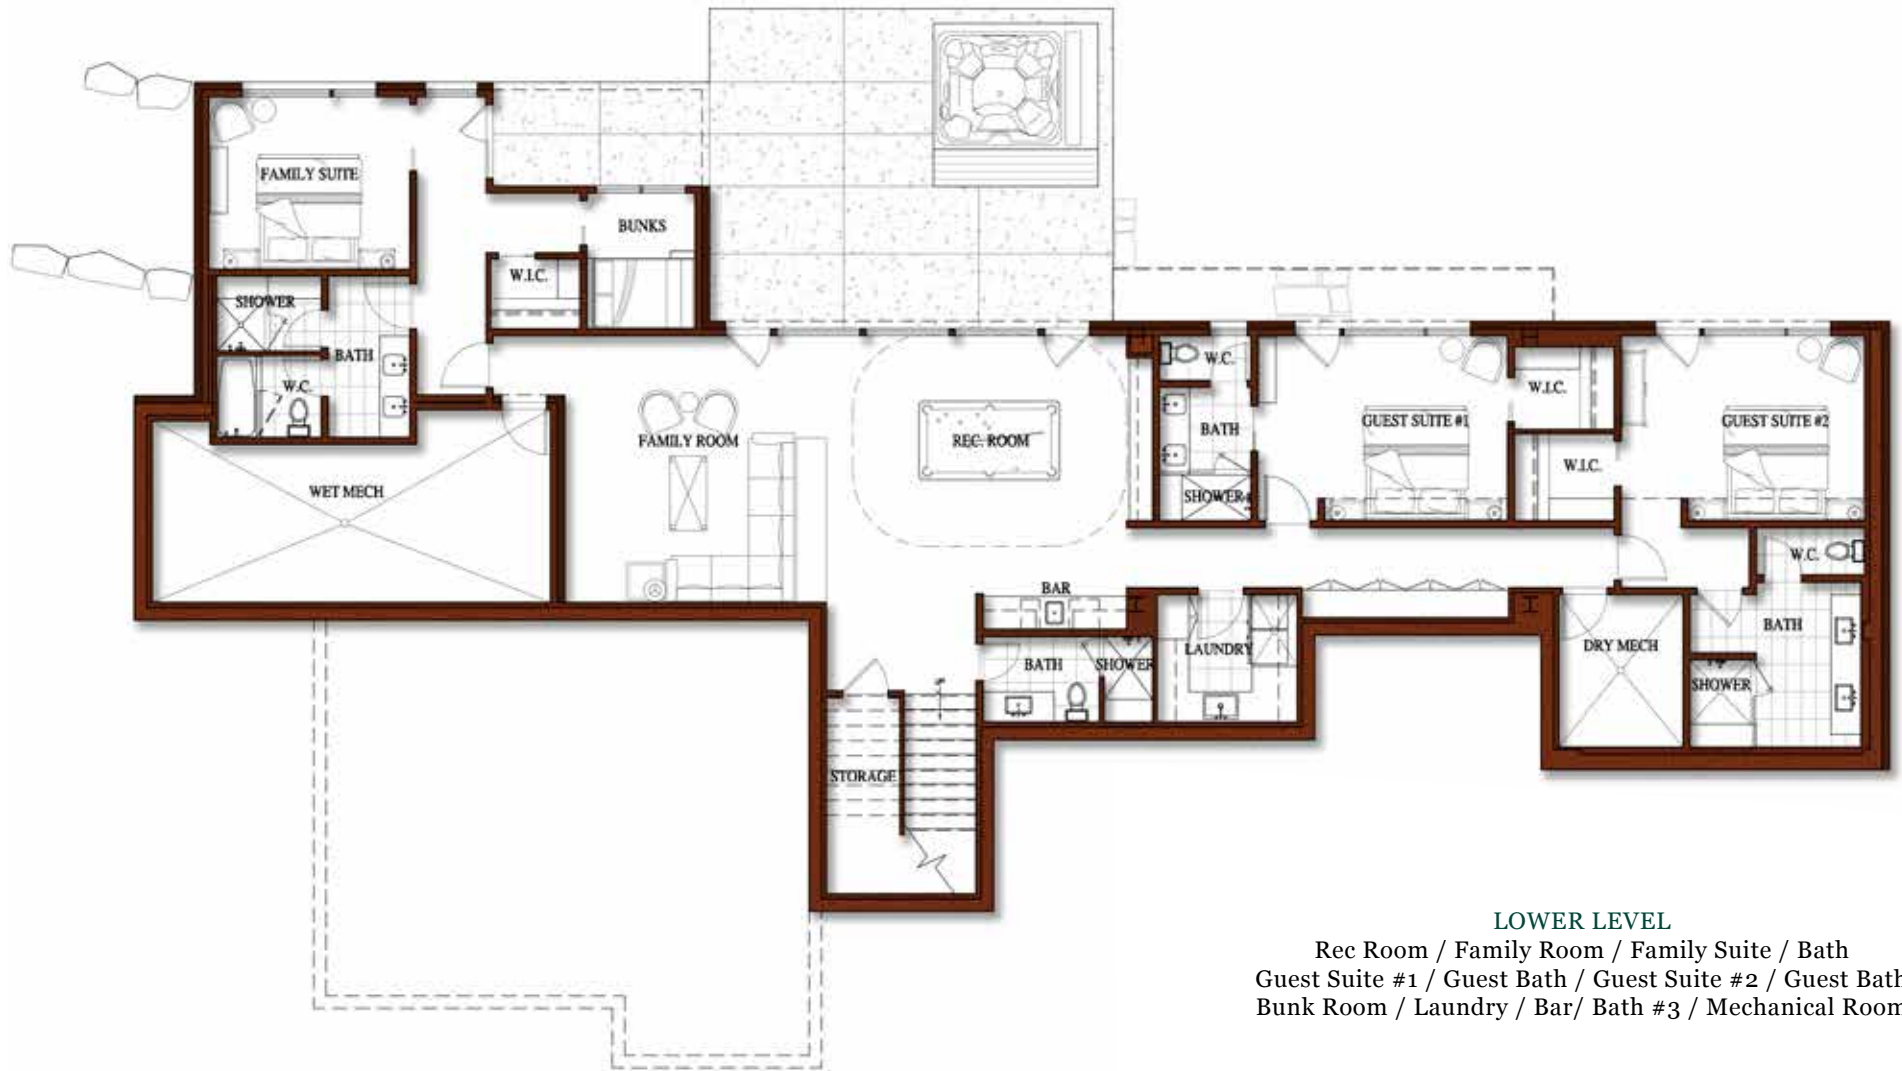 FAMILY SUITE
BUNKS
W.I.C.
SHOWER
BATH
W.C.
WET MECH
FAMILY ROOM
REC. ROOM
W.C.
BATH
SHOWER
GUEST SUITE #1
W.I.C.
W.I.C.
GUEST SUITE #2
BAR
BATH
SHOWER
LAUNDRY
STORAGE
DRY MECH
W.C.
BATH
SHOWER
LOWER LEVEL
Rec Room / Family Room / Family Suite / Bath
Guest Suite #1 / Guest Bath / Guest Suite #2 / Guest Bath
Bunk Room / Laundry / Bar/ Bath #3 / Mechanical Room